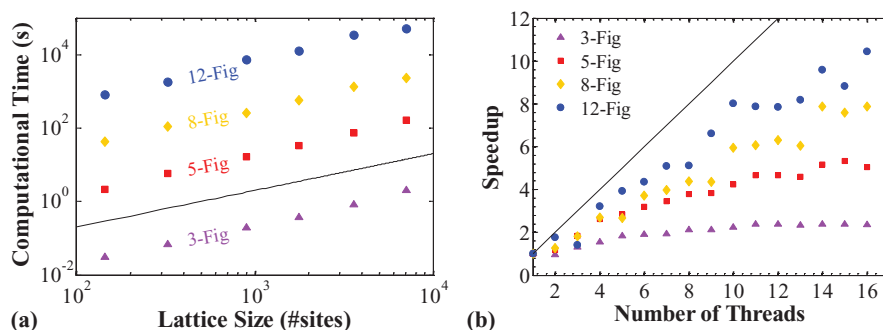 Computational Time (s)
10^4
10^2
10^0
10^-2
12-Fig
8-Fig
5-Fig
3-Fig
10^2
10^3
10^4
(a)
Lattice Size (#sites)
Speedup
12
10
8
6
4
2
0
3-Fig
5-Fig
8-Fig
12-Fig
2 4 6 8 10 12 14 16
(b)
Number of Threads